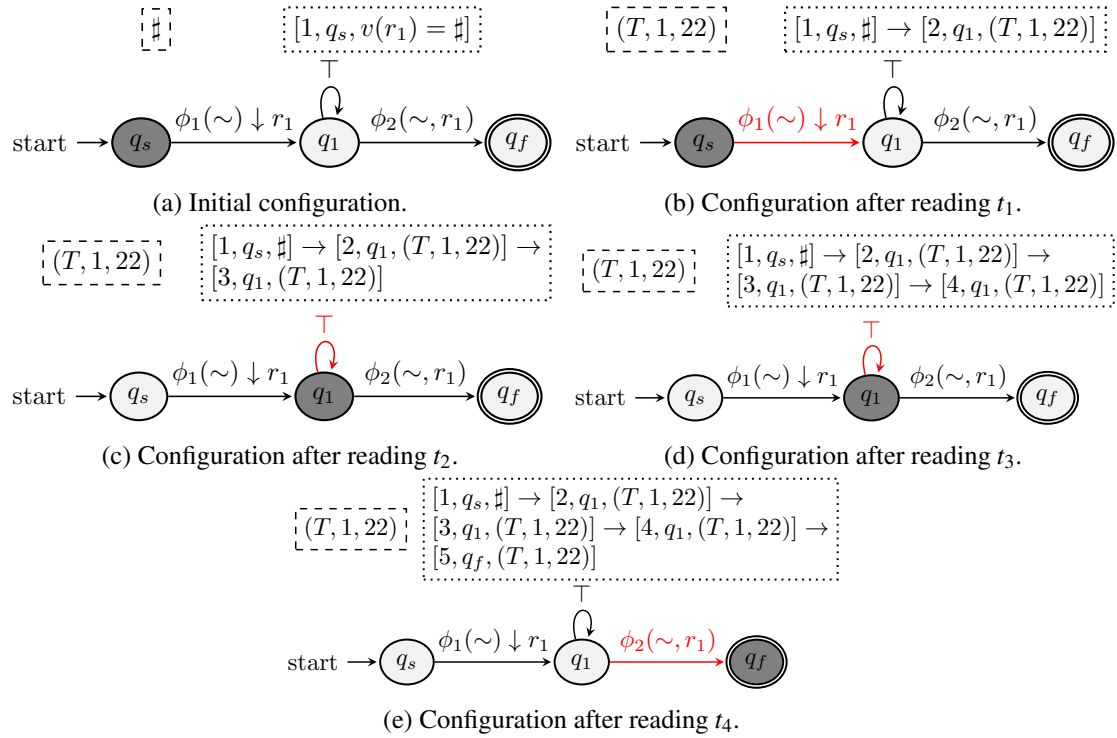 ♯
[1, q_s, v(r_1) = ♯]
⊤
start
q_s
φ_1(∼) ↓ r_1
q_1
φ_2(∼, r_1)
q_f
(a) Initial configuration.
(T, 1, 22)
[1, q_s, ♯] → [2, q_1, (T, 1, 22)]
⊤
start
q_s
φ_1(∼) ↓ r_1
q_1
φ_2(∼, r_1)
q_f
(b) Configuration after reading t_1.
(T, 1, 22)
[1, q_s, ♯] → [2, q_1, (T, 1, 22)] →
[3, q_1, (T, 1, 22)]
⊤
start
q_s
φ_1(∼) ↓ r_1
q_1
φ_2(∼, r_1)
q_f
(c) Configuration after reading t_2.
(T, 1, 22)
[1, q_s, ♯] → [2, q_1, (T, 1, 22)] →
[3, q_1, (T, 1, 22)] → [4, q_1, (T, 1, 22)]
⊤
start
q_s
φ_1(∼) ↓ r_1
q_1
φ_2(∼, r_1)
q_f
(d) Configuration after reading t_3.
(T, 1, 22)
[1, q_s, ♯] → [2, q_1, (T, 1, 22)] →
[3, q_1, (T, 1, 22)] → [4, q_1, (T, 1, 22)] →
[5, q_f, (T, 1, 22)]
⊤
start
q_s
φ_1(∼) ↓ r_1
q_1
φ_2(∼, r_1)
q_f
(e) Configuration after reading t_4.